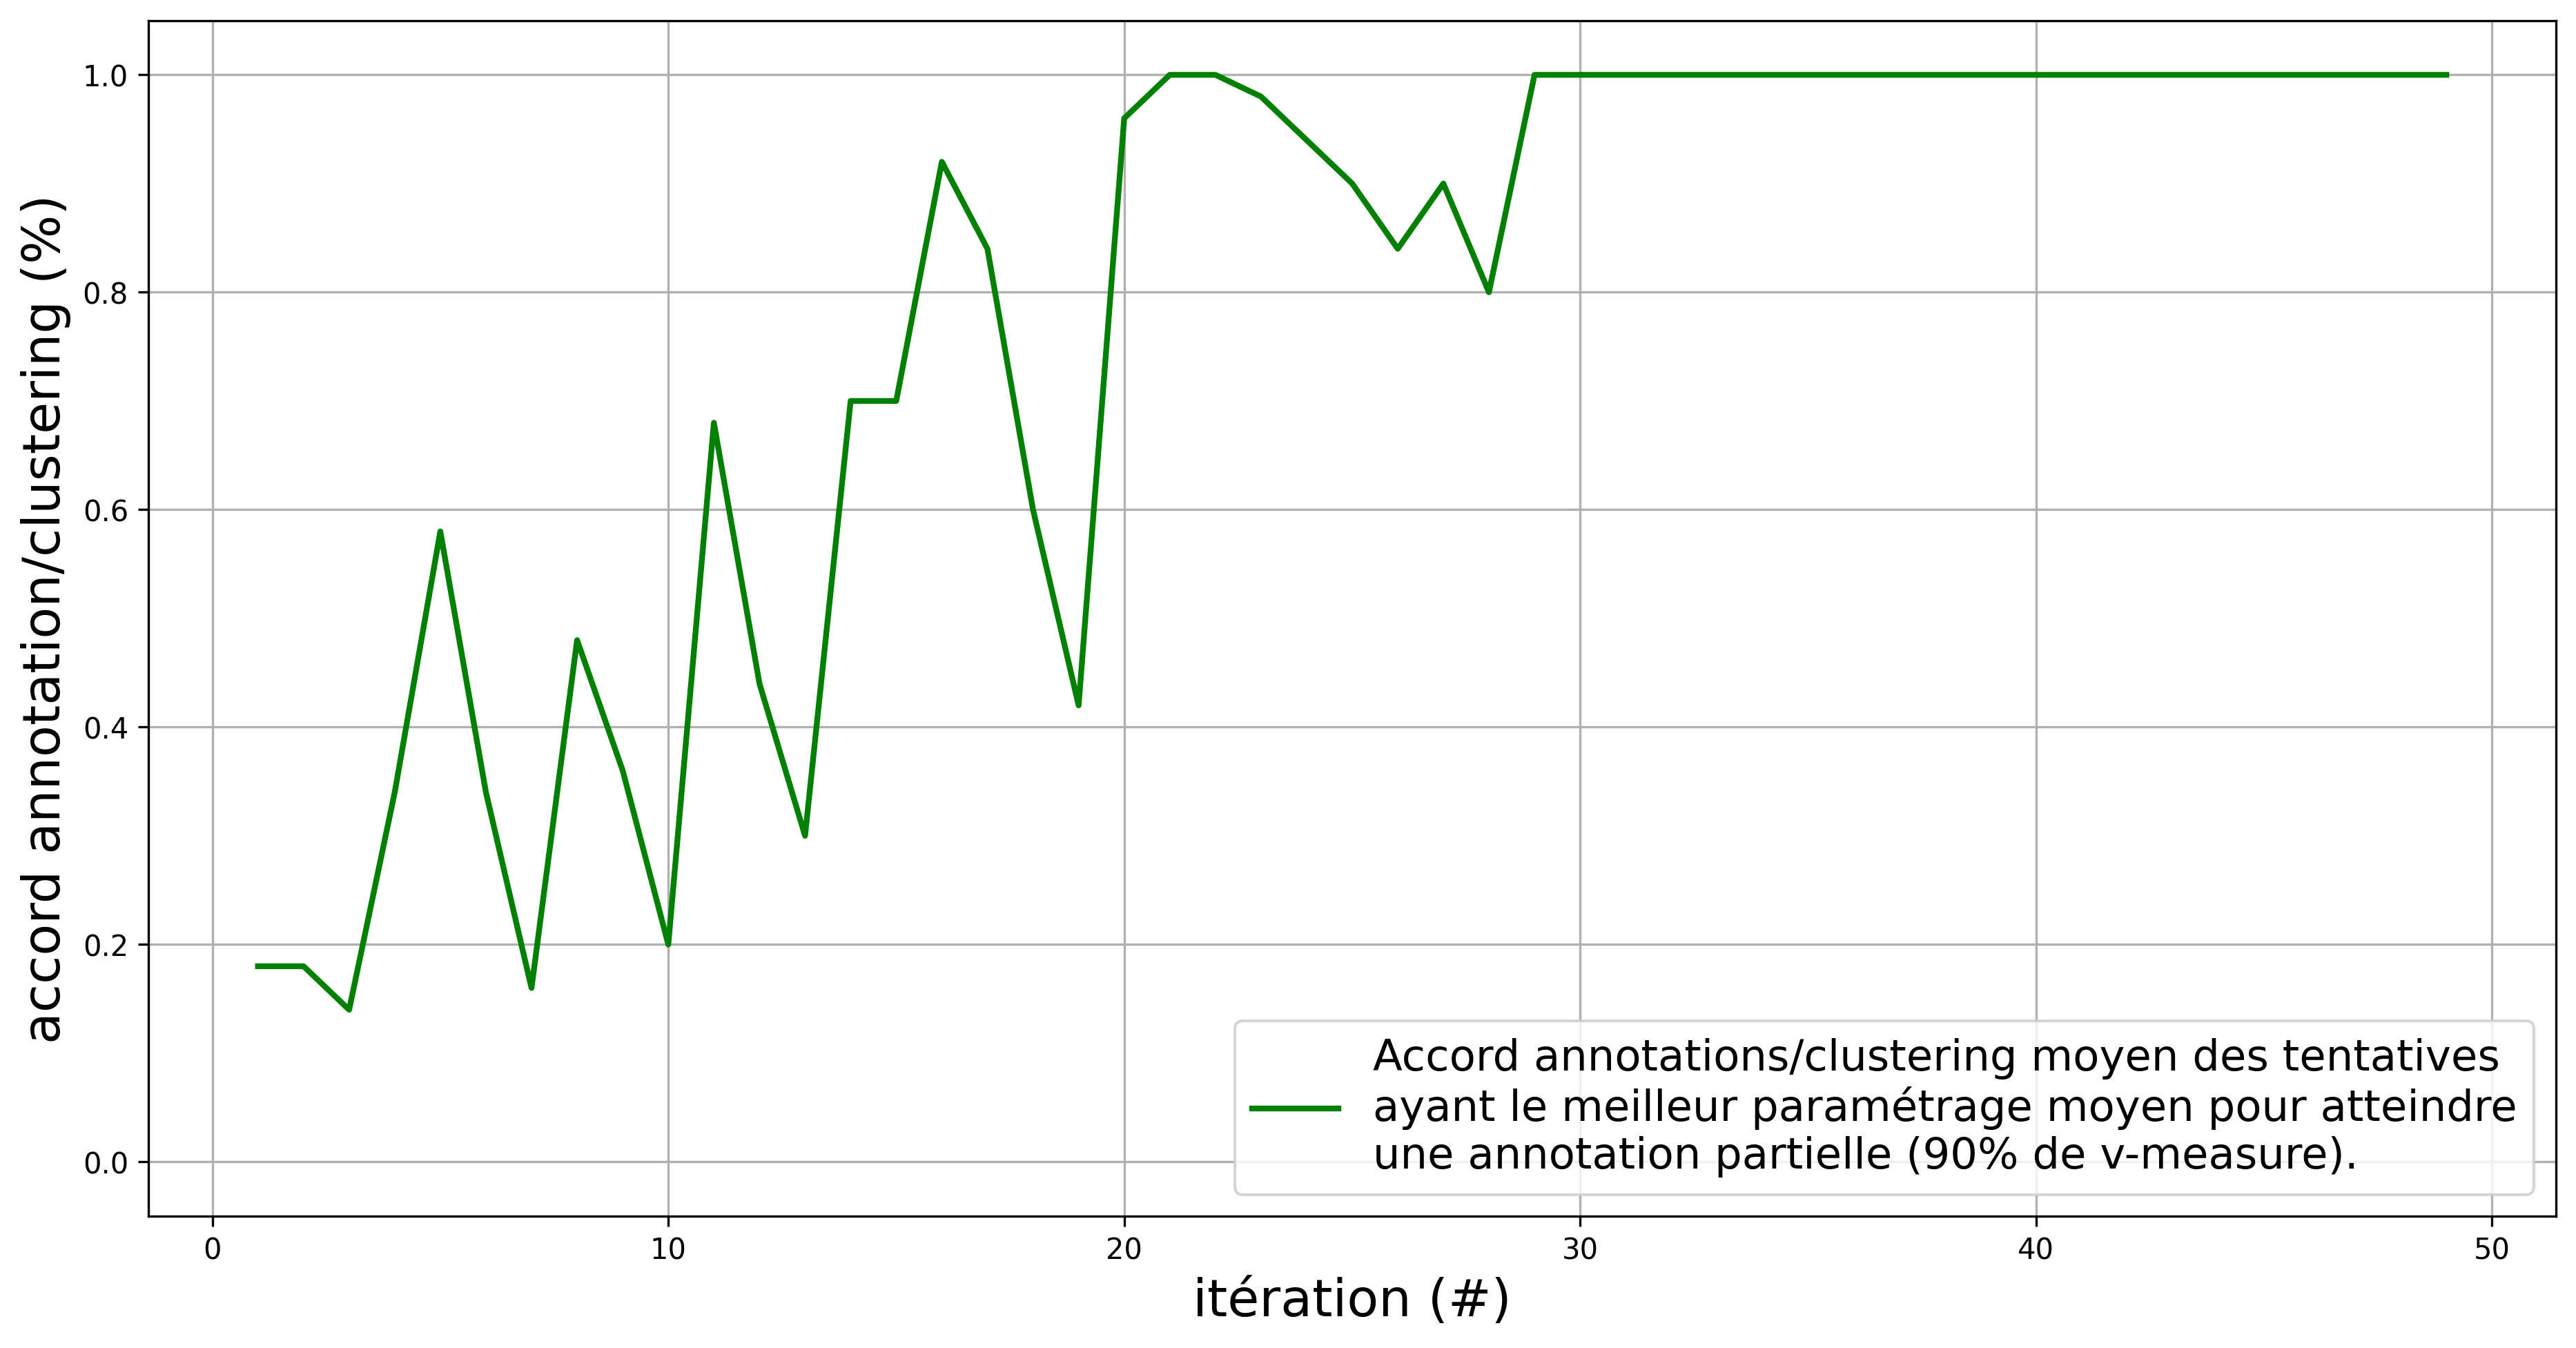 accord annotation/clustering (%)
1.0
0.8
0.6
0.4
0.2
0.0
Accord annotations/clustering moyen des tentatives
ayant le meilleur paramétrage moyen pour atteindre
une annotation partielle (90% de v-measure).
0 10 20 30 40 50
itération (#)